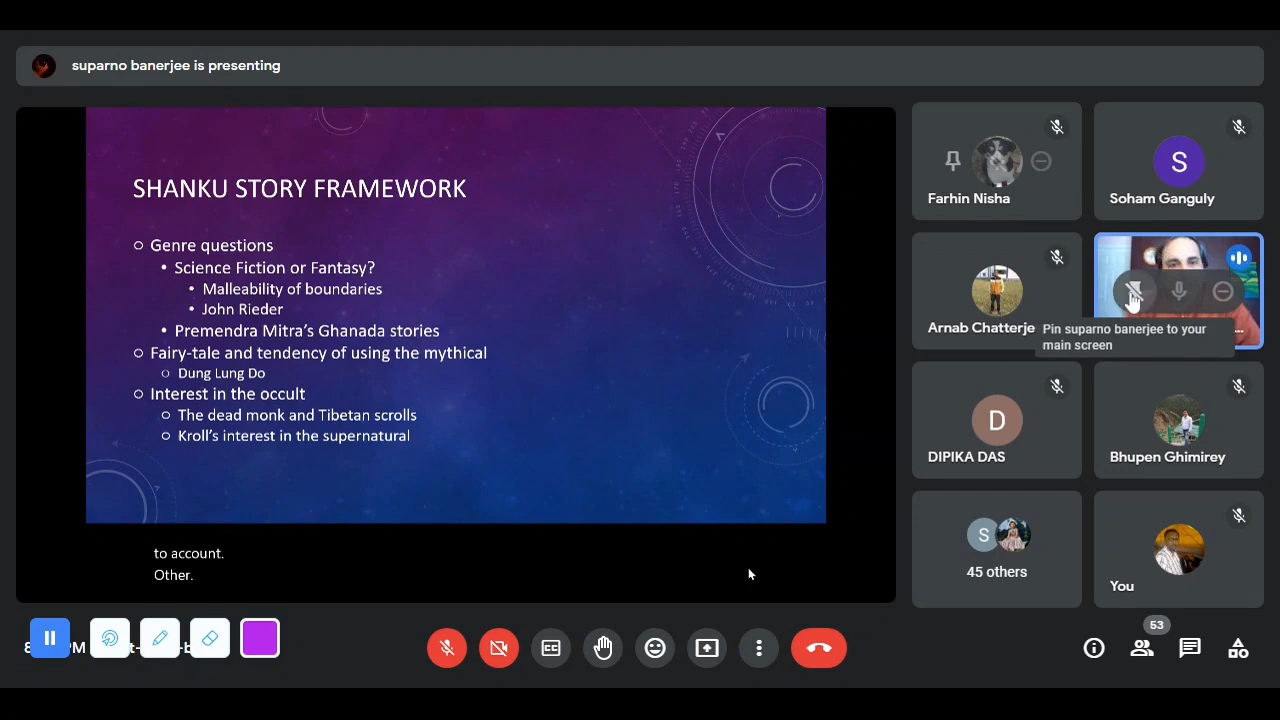 suparno banerjee is presenting
SHANKU STORY FRAMEWORK
Genre questions
Science Fiction or Fantasy?
Malleability of boundaries
John Rieder
Premendra Mitra's Ghanada stories
Fairy-tale and tendency of using the mythical
Dung Lung Do
Interest in the occult
The dead monk and Tibetan scrolls
Kroll's interest in the supernatural
to account.
Other.
Farhin Nisha
S
Soham Ganguly
Arnab Chatterje
Pin suparno banerjee to your
main screen
D
DIPIKA DAS
Bhupen Ghimirey
S
45 others
You
CC
53